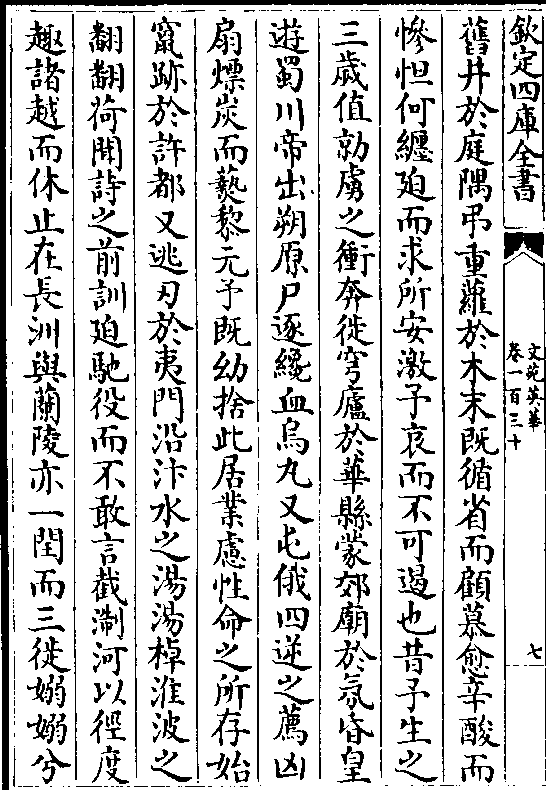 欽定四庫全書
文苑英華
卷一百三十
七
舊井於庭隅弔重蘿於木末既循省而顧慕愈辛酸而
慘怛何纏迫而求所安激予哀而不可遏也昔予生之
三歲值勍虜之衝奔徙穹廬於華縣蒙郊廟於氛昏皇
遊蜀川帝出朔原尸逐纔血烏丸又屯俄四逆之薦凶
扇爍炭而爇黎元予既幼捨此居業慮性命之所存始
竄跡於許都又逃刃於夷門沿汴水之湯湯棹淮波之
翻翻荷聞詩之前訓迫馳役而不敢言截淛河以徑度
趣諸越而休止在長洲與蘭陵亦一閏而三徙嫋嫋兮